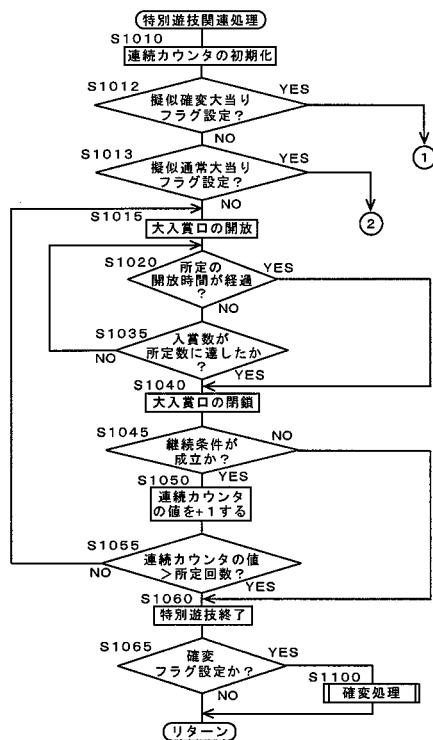 特別遊技関連処理
S1010
連続カウンタの初期化
S1012
擬似確変大当り
フラグ設定?
YES
NO
①
S1013
擬似通常大当り
フラグ設定?
YES
NO
②
S1015
大入賞口の開放
S1020
所定の
開放時間が経過
?
YES
NO
S1035
入賞数が
所定数に達したか
?
NO
YES
S1040
大入賞口の閉鎖
S1045
継続条件が
成立か?
NO
YES
S1050
連続カウンタ
の値を+1する
S1055
連続カウンタの値
>所定回数?
NO
YES
S1060
特別遊技終了
S1065
確変
フラグ設定か?
YES
NO
S1100
確変処理
リターン